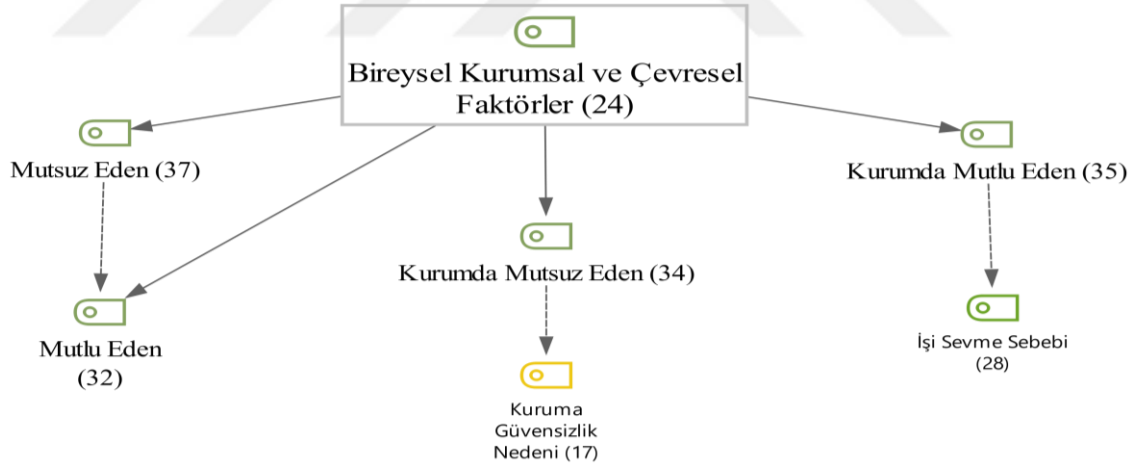 Bireysel Kurumsal ve Çevresel
Faktörler (24)
Mutsuz Eden (37)
Kurumda Mutlu Eden (35)
Kurumda Mutsuz Eden (34)
Mutlu Eden
(32)
İşi Sevme Sebebi
(28)
Kuruma
Güvensizlik
Nedeni (17)